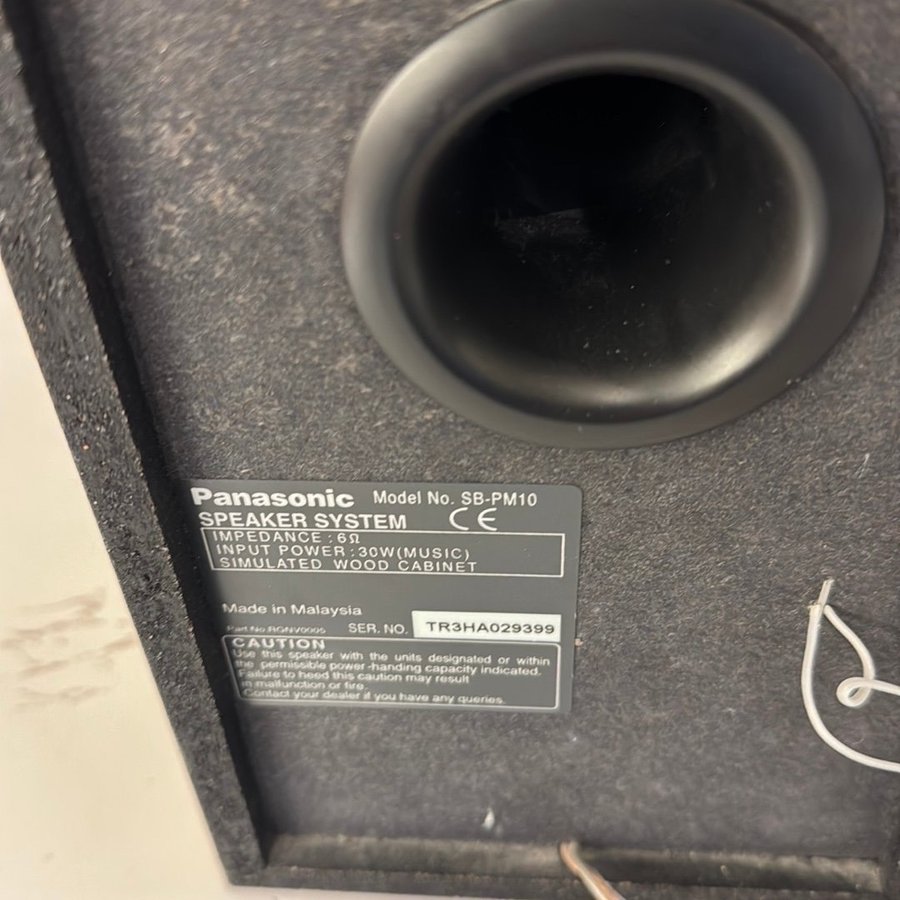 Panasonic Model No. SB-PM10
SPEAKER SYSTEM CE
IMPEDANCE : 6Ω
INPUT POWER : 30W(MUSIC)
SIMULATED WOOD CABINET
Made in Malaysia
Part No RGNV0005 SER. NO. TR3HA029399
CAUTION
Use this speaker with the units designated or within
the permissible power-handing capacity indicated.
Failure to heed this caution may result
in malfunction or fire.
Contact your dealer if you have any queries.